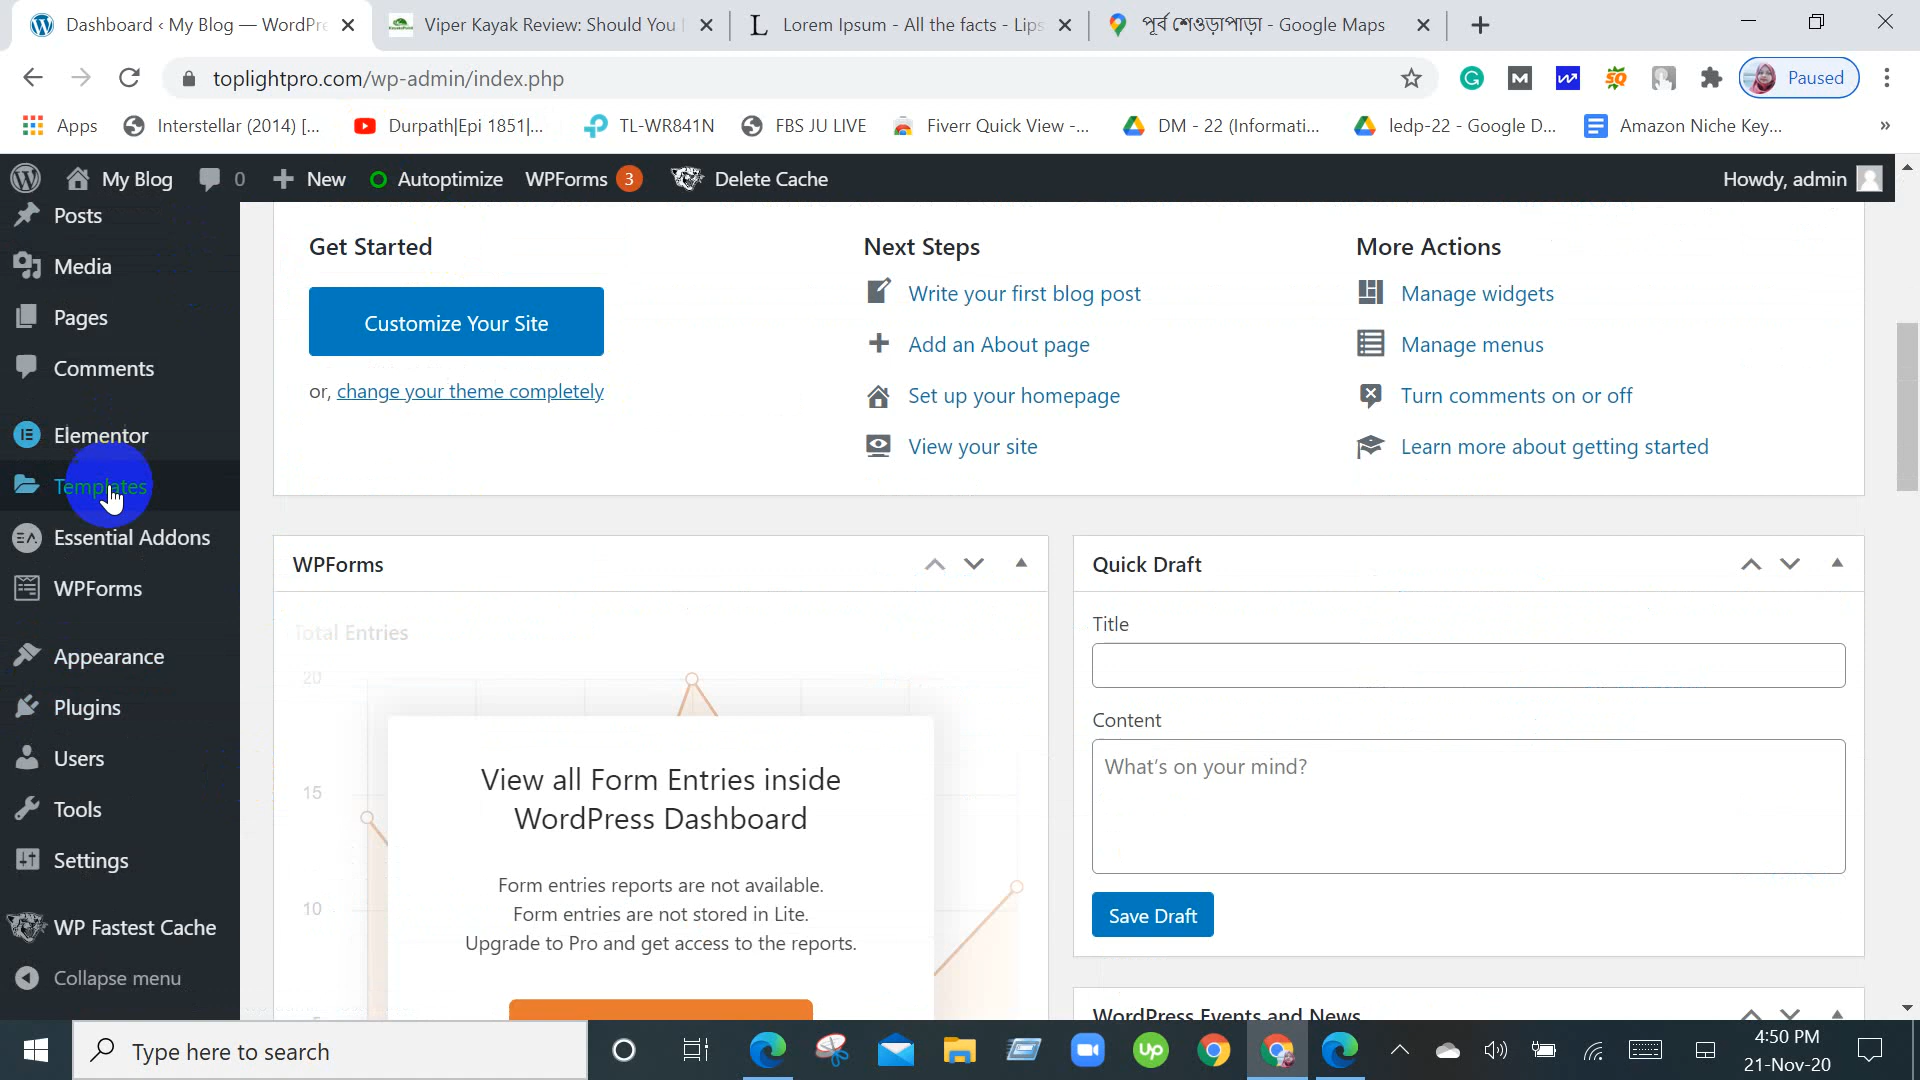 Dashboard ‹ My Blog — WordPre
Viper Kayak Review: Should You
Lorem Ipsum - All the facts - Lips
পূর্ব শেওড়াপাড়া - Google Maps
toplightpro.com/wp-admin/index.php
Paused
Apps
Interstellar (2014) [...
Durpath|Epi 1851|...
TL-WR841N
FBS JU LIVE
Fiverr Quick View -...
DM - 22 (Informati...
ledp-22 - Google D...
Amazon Niche Key...
»
My Blog
0
New
Autoptimize
WPForms 3
Delete Cache
Howdy, admin
Posts
Media
Pages
Comments
Elementor
Templates
Essential Addons
WPForms
Appearance
Plugins
Users
Tools
Settings
WP Fastest Cache
Collapse menu
Get Started
Customize Your Site
or, change your theme completely
Next Steps
Write your first blog post
Add an About page
Set up your homepage
View your site
More Actions
Manage widgets
Manage menus
Turn comments on or off
Learn more about getting started
WPForms
Total Entries
20
15
10
View all Form Entries inside
WordPress Dashboard
Form entries reports are not available.
Form entries are not stored in Lite.
Upgrade to Pro and get access to the reports.
Quick Draft
Title
Content
What's on your mind?
Save Draft
WordPress Events and News
Type here to search
4:50 PM
21-Nov-20